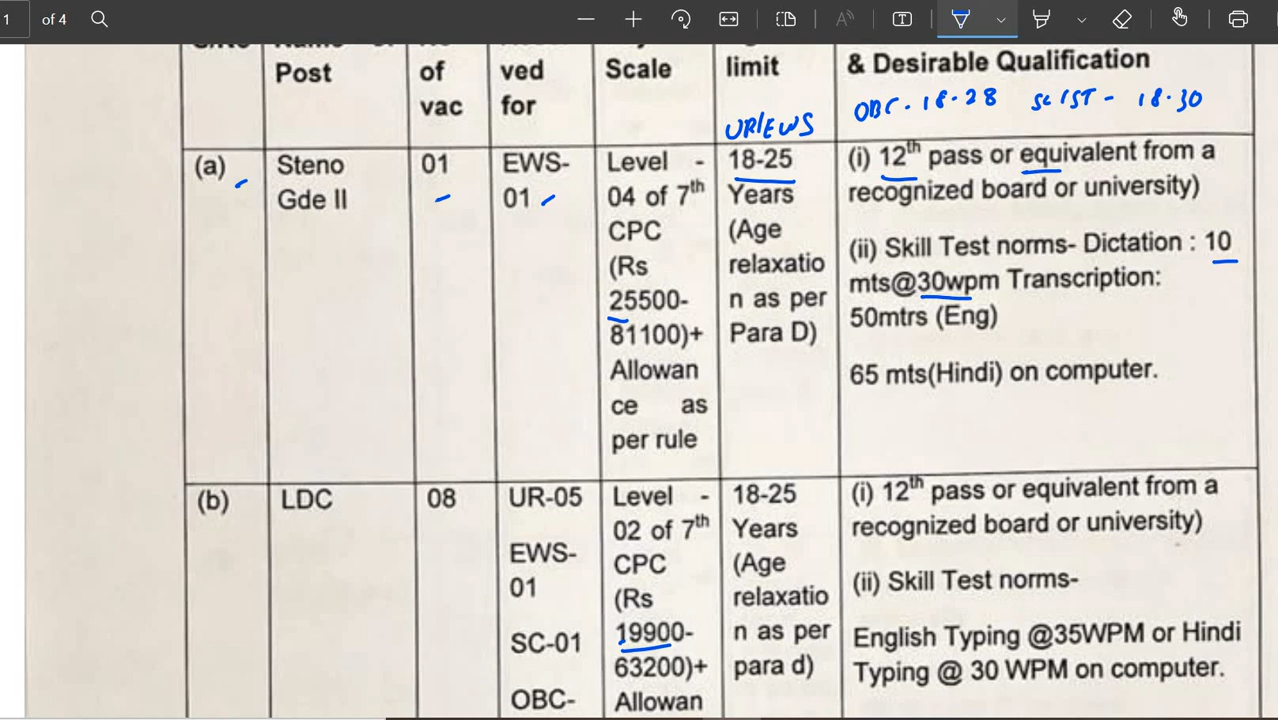 1 of 4
Post of ved Scale limit & Desirable Qualification
vac for
OBC - 18-28 SC/ST - 18-30
UR/EWS
(a) Steno 01 EWS- Level - 18-25 (i) 12th pass or equivalent from a
Gde II 01 04 of 7th Years recognized board or university)
CPC (Age
(Rs relaxatio (ii) Skill Test norms- Dictation : 10
25500- n as per mts@30wpm Transcription:
81100)+ Para D) 50mtrs (Eng)
Allowan 65 mts(Hindi) on computer.
ce as
per rule
(b) LDC 08 UR-05 Level - 18-25 (i) 12th pass or equivalent from a
02 of 7th Years recognized board or university)
EWS- CPC (Age
01 (Rs relaxatio (ii) Skill Test norms-
SC-01 19900- n as per English Typing @35WPM or Hindi
63200)+ para d) Typing @ 30 WPM on computer.
OBC- Allowan